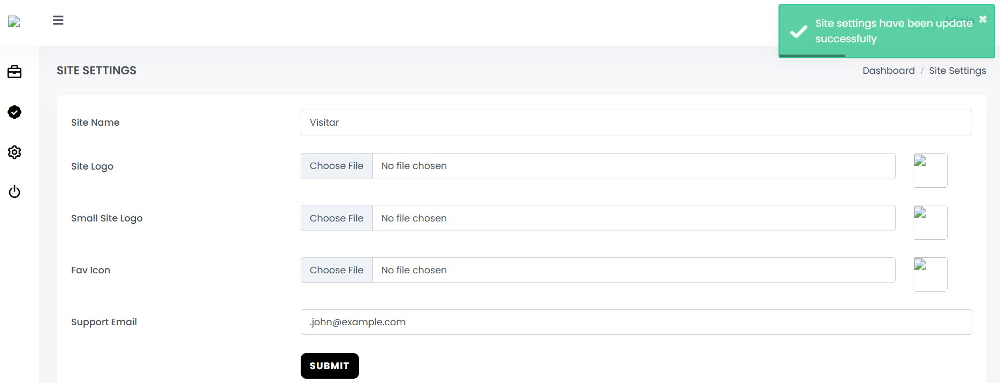 Admin
Site settings have been update
successfully
SITE SETTINGS
Dashboard / Site Settings
Site Name
Visitar
Site Logo
Choose File No file chosen
Small Site Logo
Choose File No file chosen
Fav Icon
Choose File No file chosen
Support Email
.john@example.com
SUBMIT